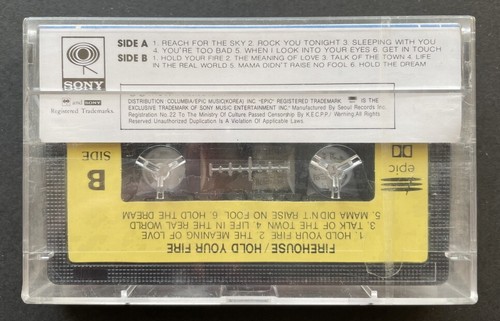 SIDE A 1. REACH FOR THE SKY 2. ROCK YOU TONIGHT 3. SLEEPING WITH YOU
4. YOU'RE TOO BAD 5. WHEN I LOOK INTO YOUR EYES 6. GET IN TOUCH
SIDE B 1. HOLD YOUR FIRE 2. THE MEANING OF LOVE 3. TALK OF THE TOWN 4. LIFE
IN THE REAL WORLD 5. MAMA DIDN'T RAISE NO FOOL 6. HOLD THE DREAM
SONY
and SONY
Registered Trademarks.
DISTRIBUTION: COLUMBIA/EPIC MUSIC(KOREA) INC "EPIC" REGISTERED TRADEMARK. IS THE
EXCLUSIVE TRADEMARK OF SONY MUSIC ENTERTAINMENT INC." Manufactured By Seoul Records Inc.
Registration No.22 To The Ministry Of Culture Passed Censorship By K.E.C.P.P./ Warning:All Rights
Reserved Unauthorized Duplication Is A Violation Of Applicable Laws.
FIREHOUSE/HOLD YOUR FIRE
1. HOLD YOUR FIRE 2. THE MEANING OF LOVE
3. TALK OF THE TOWN 4. LIFE IN THE REAL WORLD
5. MAMA DIDN'T RAISE NO FOOL 6. HOLD THE DREAM
epic
SIDE
B